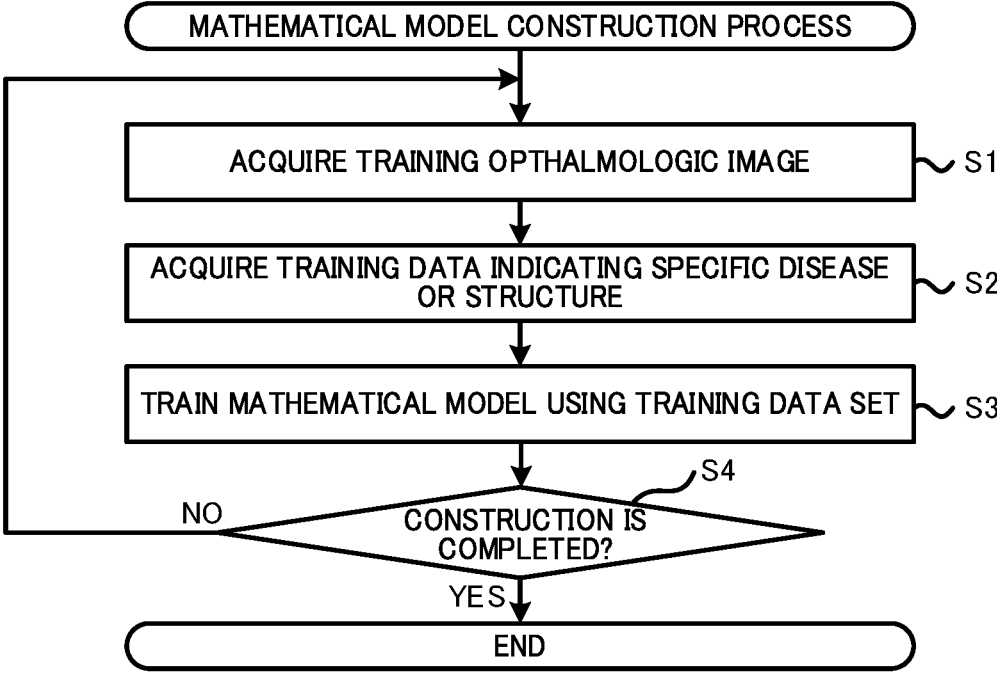 MATHEMATICAL MODEL CONSTRUCTION PROCESS
ACQUIRE TRAINING OPTHALMOLOGIC IMAGE
S1
ACQUIRE TRAINING DATA INDICATING SPECIFIC DISEASE
OR STRUCTURE
S2
TRAIN MATHEMATICAL MODEL USING TRAINING DATA SET
S3
S4
NO
CONSTRUCTION IS
COMPLETED?
YES
END